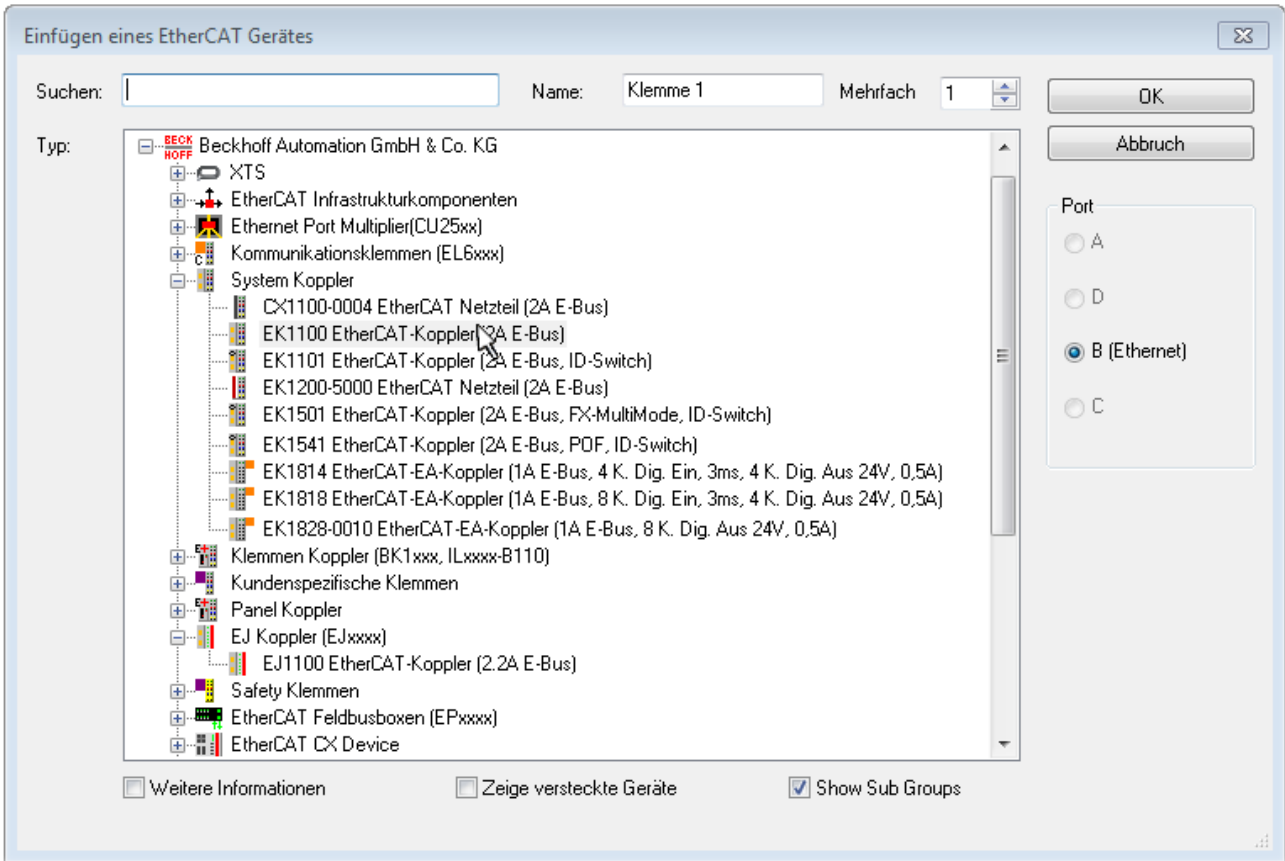 Einfügen eines EtherCAT Gerätes
Suchen: Name: Klemme 1 Mehrfach 1 OK
Abbruch
Typ:
BECKHOFF Beckhoff Automation GmbH & Co. KG
XTS
EtherCAT Infrastrukturkomponenten
Ethernet Port Multiplier(CU25xx)
Kommunikationsklemmen (EL6xxx)
System Koppler
CX1100-0004 EtherCAT Netzteil (2A E-Bus)
EK1100 EtherCAT-Koppler (2A E-Bus)
EK1101 EtherCAT-Koppler (2A E-Bus, ID-Switch)
EK1200-5000 EtherCAT Netzteil (2A E-Bus)
EK1501 EtherCAT-Koppler (2A E-Bus, FX-MultiMode, ID-Switch)
EK1541 EtherCAT-Koppler (2A E-Bus, POF, ID-Switch)
EK1814 EtherCAT-EA-Koppler (1A E-Bus, 4 K. Dig. Ein, 3ms, 4 K. Dig. Aus 24V, 0,5A)
EK1818 EtherCAT-EA-Koppler (1A E-Bus, 8 K. Dig. Ein, 3ms, 4 K. Dig. Aus 24V, 0,5A)
EK1828-0010 EtherCAT-EA-Koppler (1A E-Bus, 8 K. Dig. Aus 24V, 0,5A)
Klemmen Koppler (BK1xxx, ILxxxx-B110)
Kundenspezifische Klemmen
Panel Koppler
EJ Koppler (EJxxxx)
EJ1100 EtherCAT-Koppler (2.2A E-Bus)
Safety Klemmen
EtherCAT Feldbusboxen (EPxxxx)
EtherCAT CX Device
Port
A
D
B (Ethernet)
C
Weitere Informationen
Zeige versteckte Geräte
Show Sub Groups